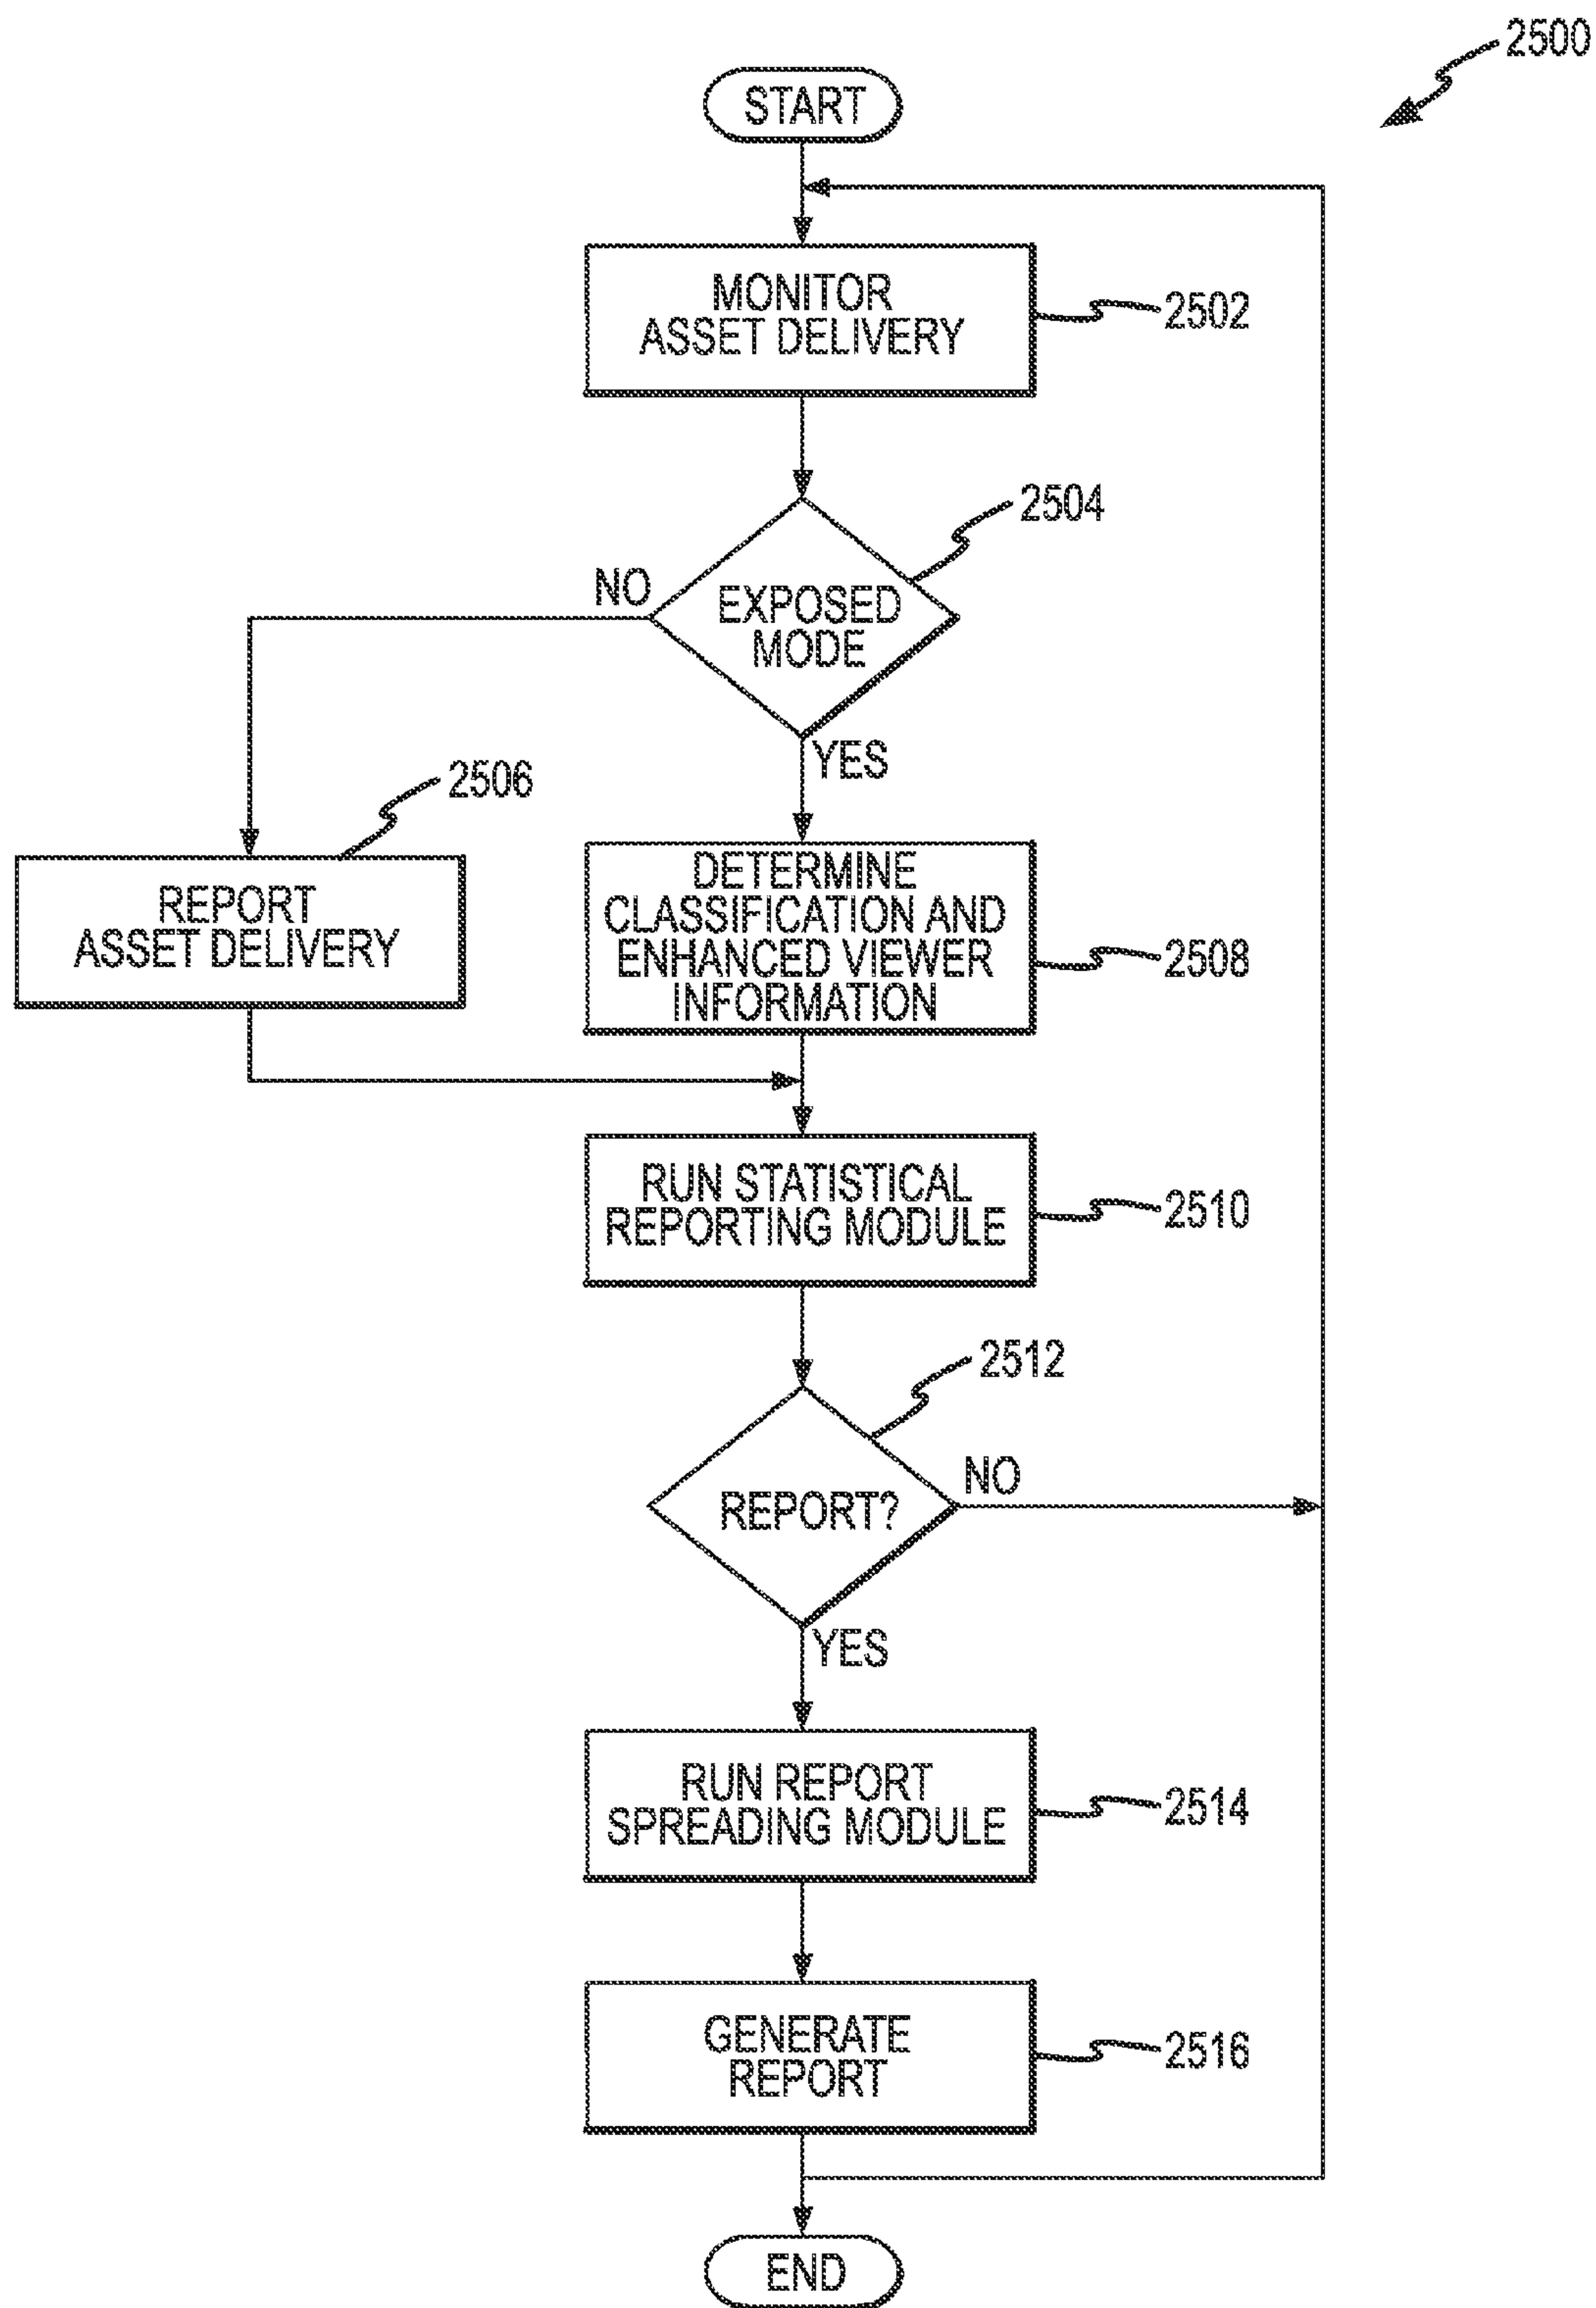 2500
START
MONITOR
ASSET DELIVERY
2502
2504
NO
EXPOSED
MODE
YES
2506
REPORT
ASSET DELIVERY
DETERMINE
CLASSIFICATION AND
ENHANCED VIEWER
INFORMATION
2508
RUN STATISTICAL
REPORTING MODULE
2510
2512
NO
REPORT?
YES
RUN REPORT
SPREADING MODULE
2514
GENERATE
REPORT
2516
END